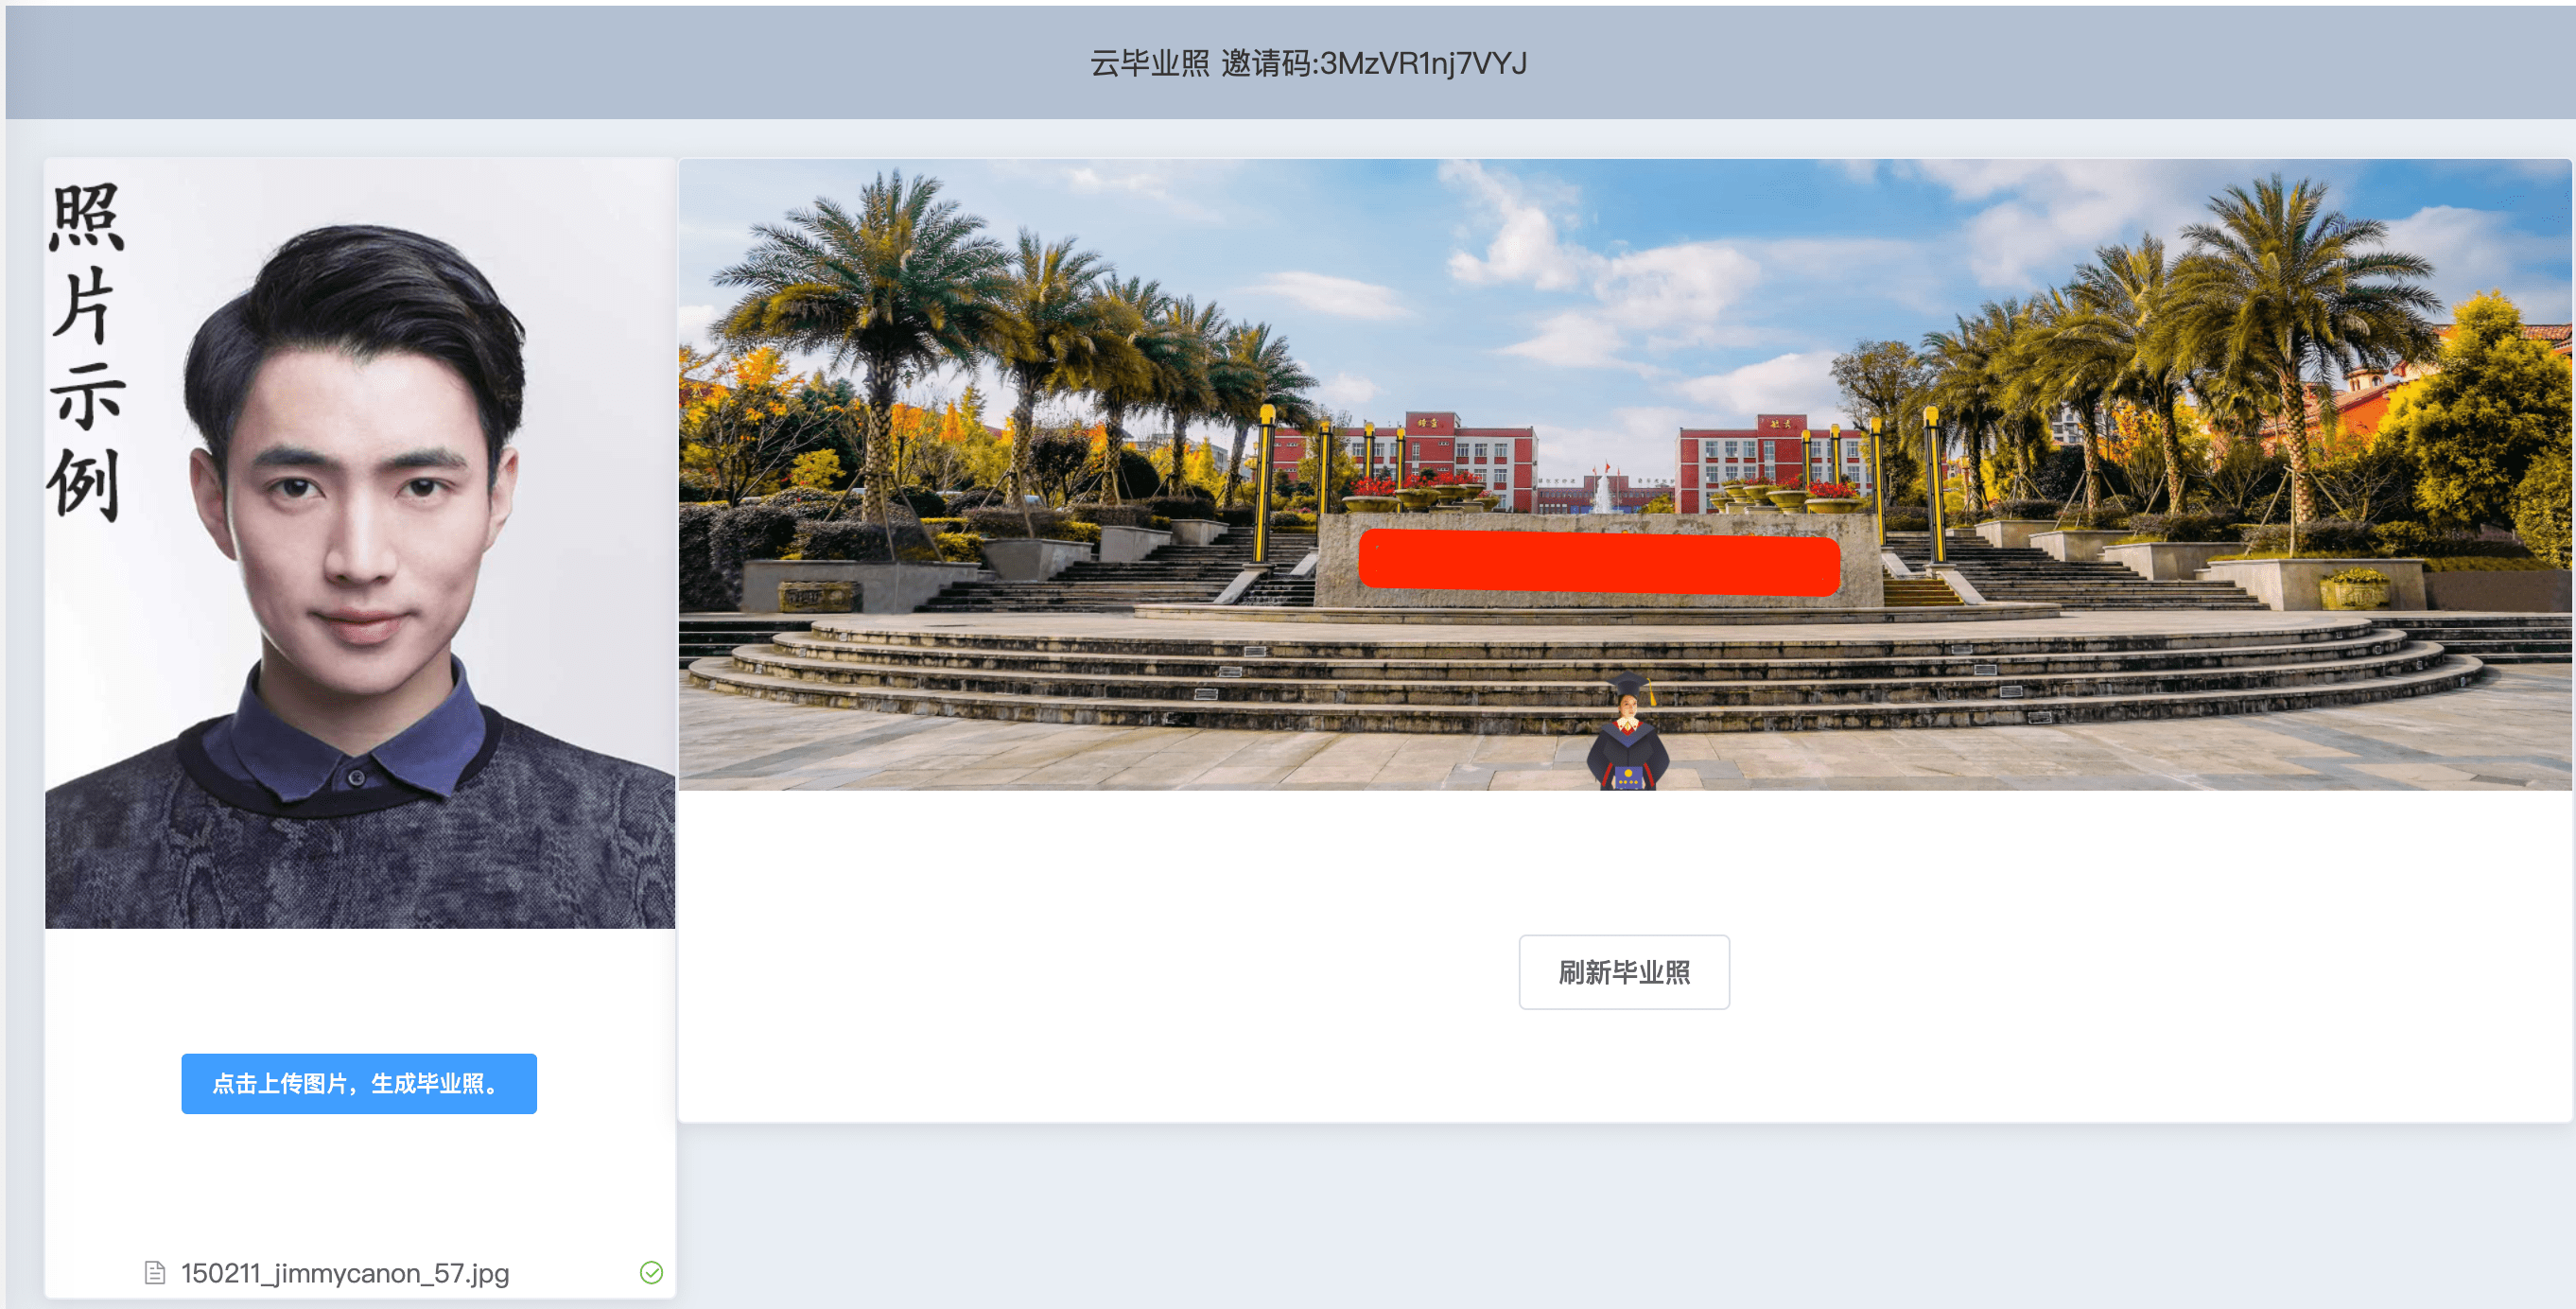 云毕业照 邀请码:3MzVR1nj7VYJ
照片示例
点击上传图片，生成毕业照。
150211_jimmycanon_57.jpg
刷新毕业照